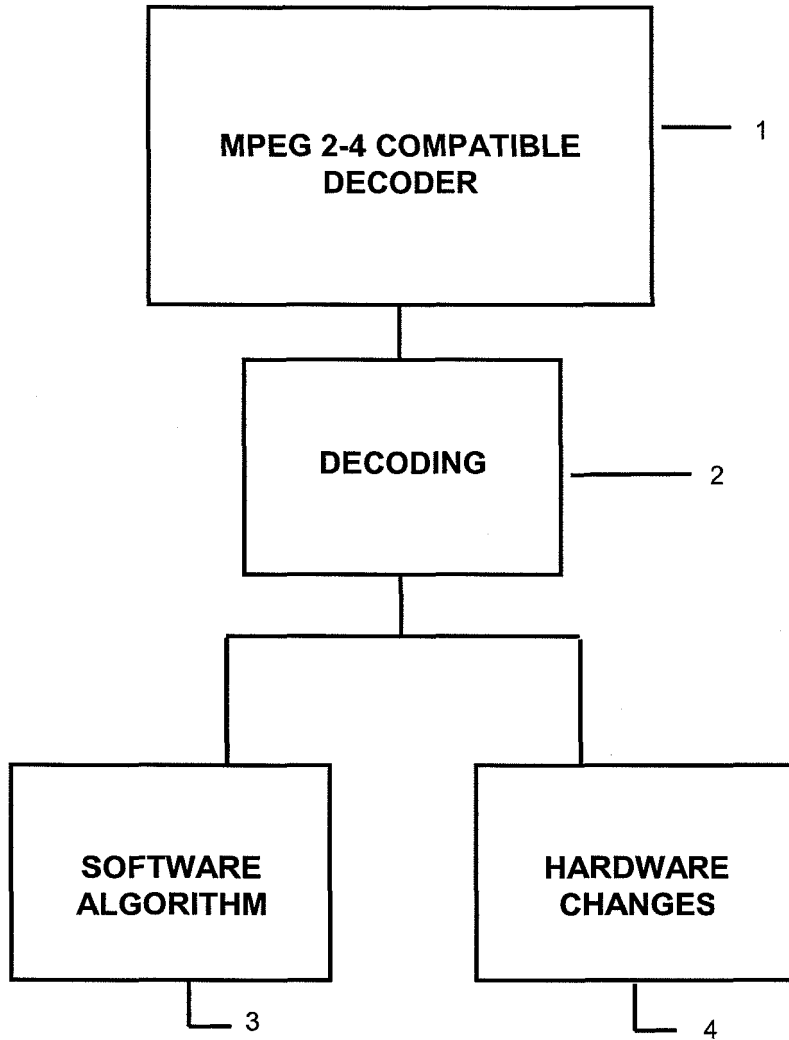 MPEG 2-4 COMPATIBLE
DECODER
1
DECODING
2
SOFTWARE
ALGORITHM
HARDWARE
CHANGES
3
4